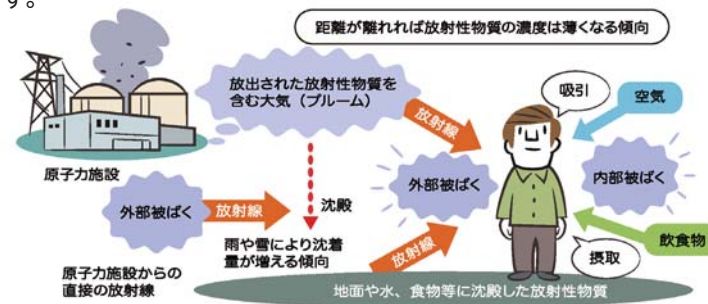 す。
距離が離れれば放射性物質の濃度は薄くなる傾向
放出された放射性物質を
含む大気（プルーム）
放射線
吸引
空気
原子力施設
外部被ばく
放射線
沈殿
外部被ばく
内部被ばく
雨や雪により沈着
量が増える傾向
放射線
飲食物
摂取
原子力施設からの
直接の放射線
地面や水、食物等に沈殿した放射性物質